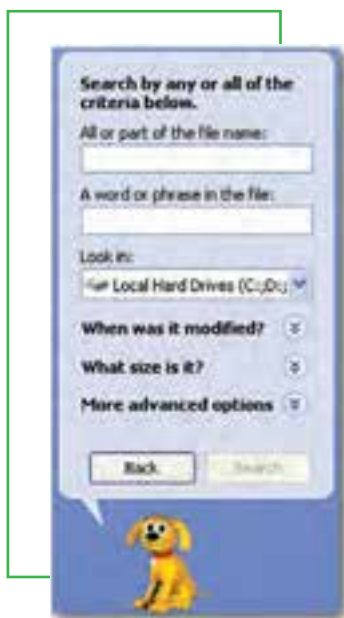 Search by any or all of the
criteria below.
All or part of the file name:
A word or phrase in the file:
Look in:
Local Hard Drives (C:;D:;
When was it modified?
What size is it?
More advanced options
Back
Search